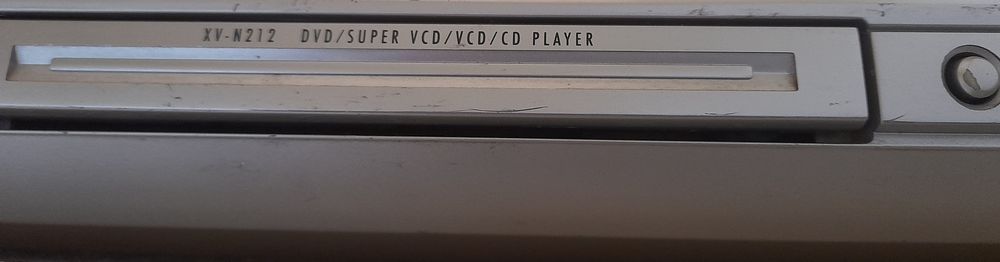 XV-N212 DVD/SUPER VCD/VCD/CD PLAYER